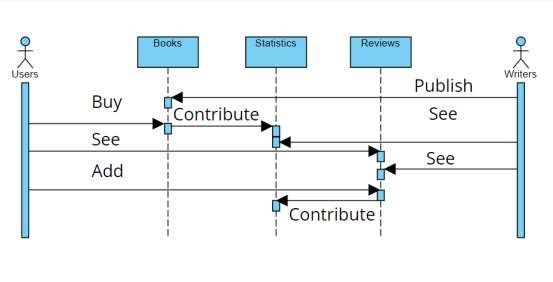 Books
Statistics
Reviews
Users
Writers
Publish
Buy
Contribute
See
See
See
Add
Contribute